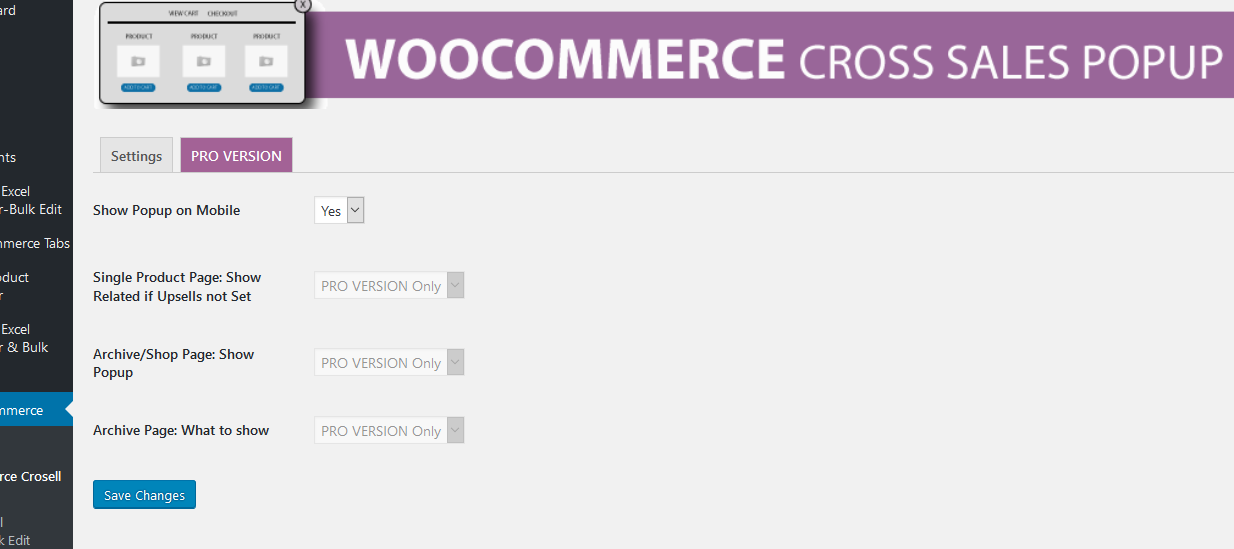 ard
nts
Excel
r-Bulk Edit
nmerce Tabs
oduct
r
Excel
r & Bulk
mmerce
rce Crosell
l
k Edit
X
VIEW CART CHECKOUT
PRODUCT PRODUCT PRODUCT
ADD TO CART ADD TO CART ADD TO CART
WOOCOMMERCE CROSS SALES POPUP
Settings PRO VERSION
Show Popup on Mobile Yes
Single Product Page: Show
Related if Upsells not Set
PRO VERSION Only
Archive/Shop Page: Show
Popup
PRO VERSION Only
Archive Page: What to show PRO VERSION Only
Save Changes